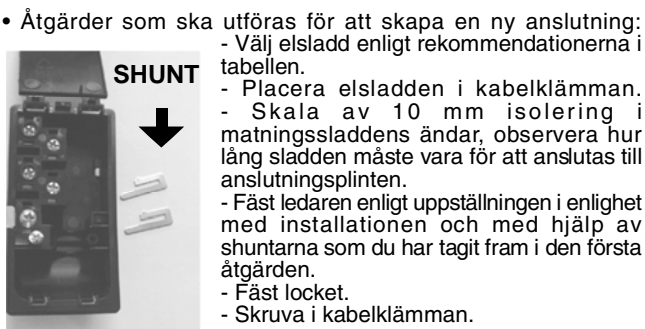 • Åtgärder som ska utföras för att skapa en ny anslutning:
SHUNT
- Välj elsladd enligt rekommendationerna i
tabellen.
- Placera elsladden i kabelklämman.
- Skala av 10 mm isolering i
matningssladdens ändar, observera hur
lång sladden måste vara för att anslutas till
anslutningsplinten.
- Fäst ledaren enligt uppställningen i enlighet
med installationen och med hjälp av
shuntarna som du har tagit fram i den första
åtgärden.
- Fäst locket.
- Skruva i kabelklämman.